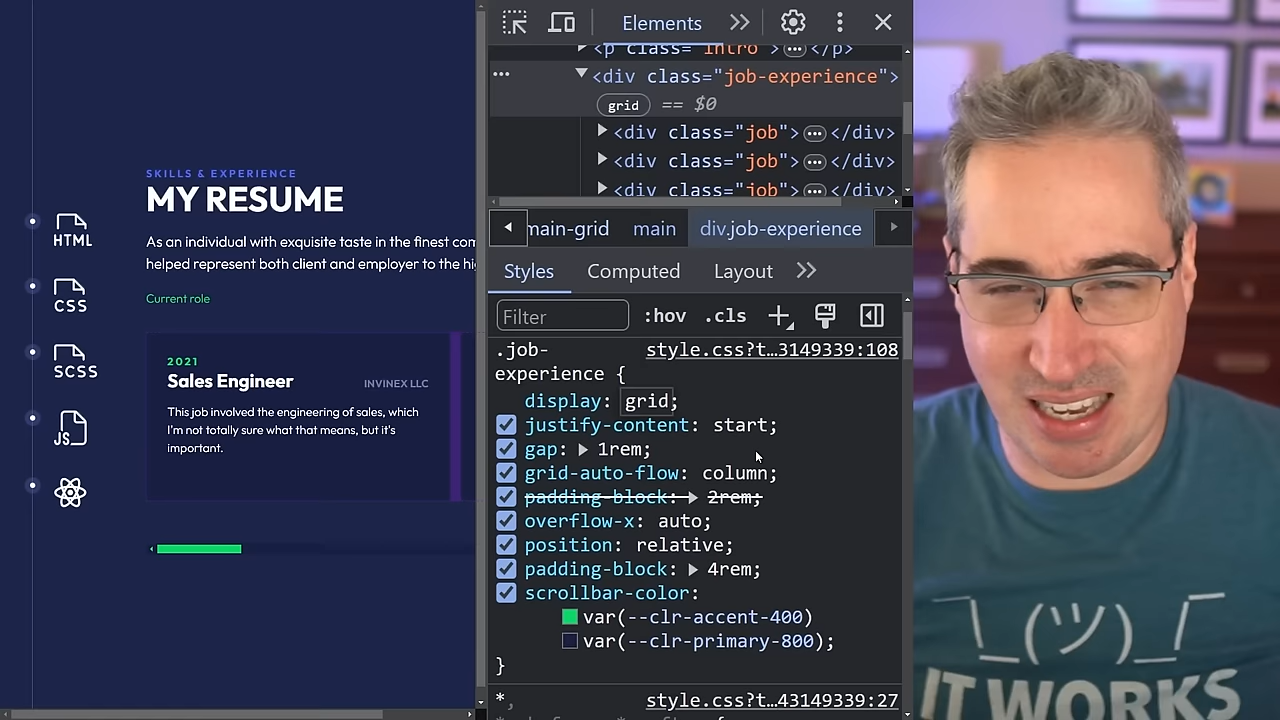 SKILLS & EXPERIENCE
MY RESUME
As an individual with exquisite taste in the finest
helped represent both client and employer to the
Current role
2021
Sales Engineer
INVINEX LLC
This job involved the engineering of sales, which
I'm not totally sure what that means, but it's
important.
HTML
CSS
SCSS
JS
Elements
<p class="intro"> ••• </p>
••• <div class="job-experience">
grid == $0
<div class="job"> ••• </div>
<div class="job"> ••• </div>
<div class="job"> ••• </div>
main-grid main div.job-experience
Styles Computed Layout
Filter :hov .cls
.job- style.css?t…3149339:108
experience {
display: grid;
justify-content: start;
gap: 1rem;
grid-auto-flow: column;
padding-block: 2rem;
overflow-x: auto;
position: relative;
padding-block: 4rem;
scrollbar-color:
var(--clr-accent-400)
var(--clr-primary-800);
}
*, style.css?t…43149339:27
¯\_(ツ)_/¯
IT WORKS